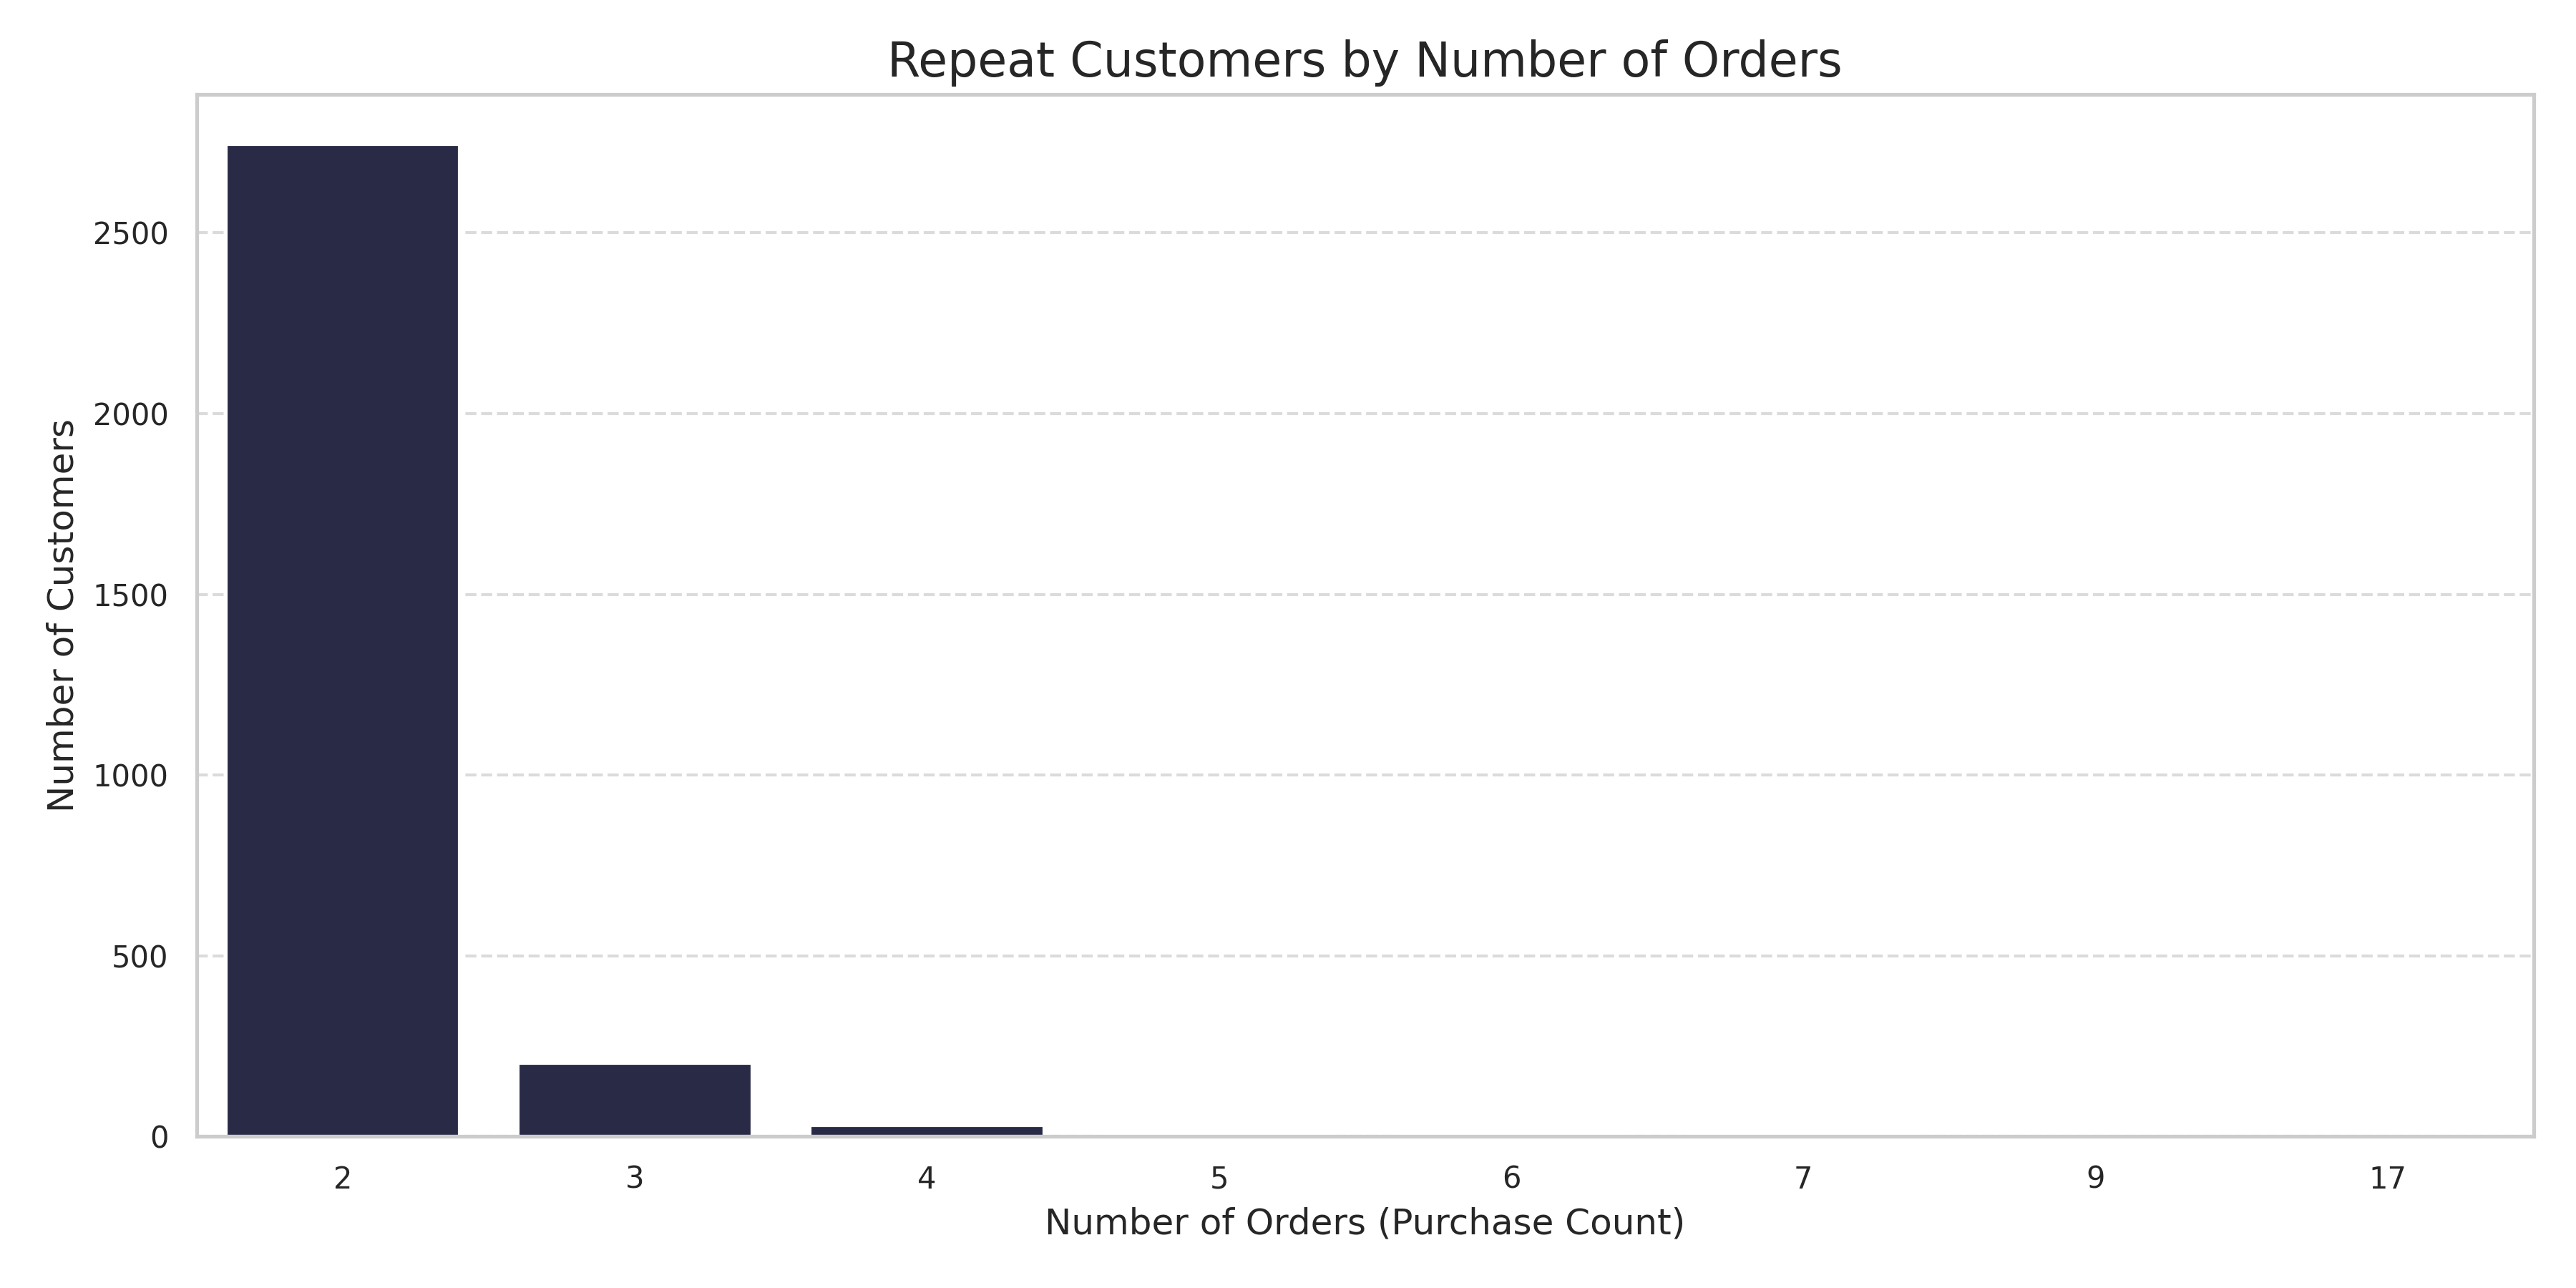 Repeat Customers by Number of Orders
Number of Customers
2500
2000
1500
1000
500
0
2 3 4 5 6 7 9 17
Number of Orders (Purchase Count)